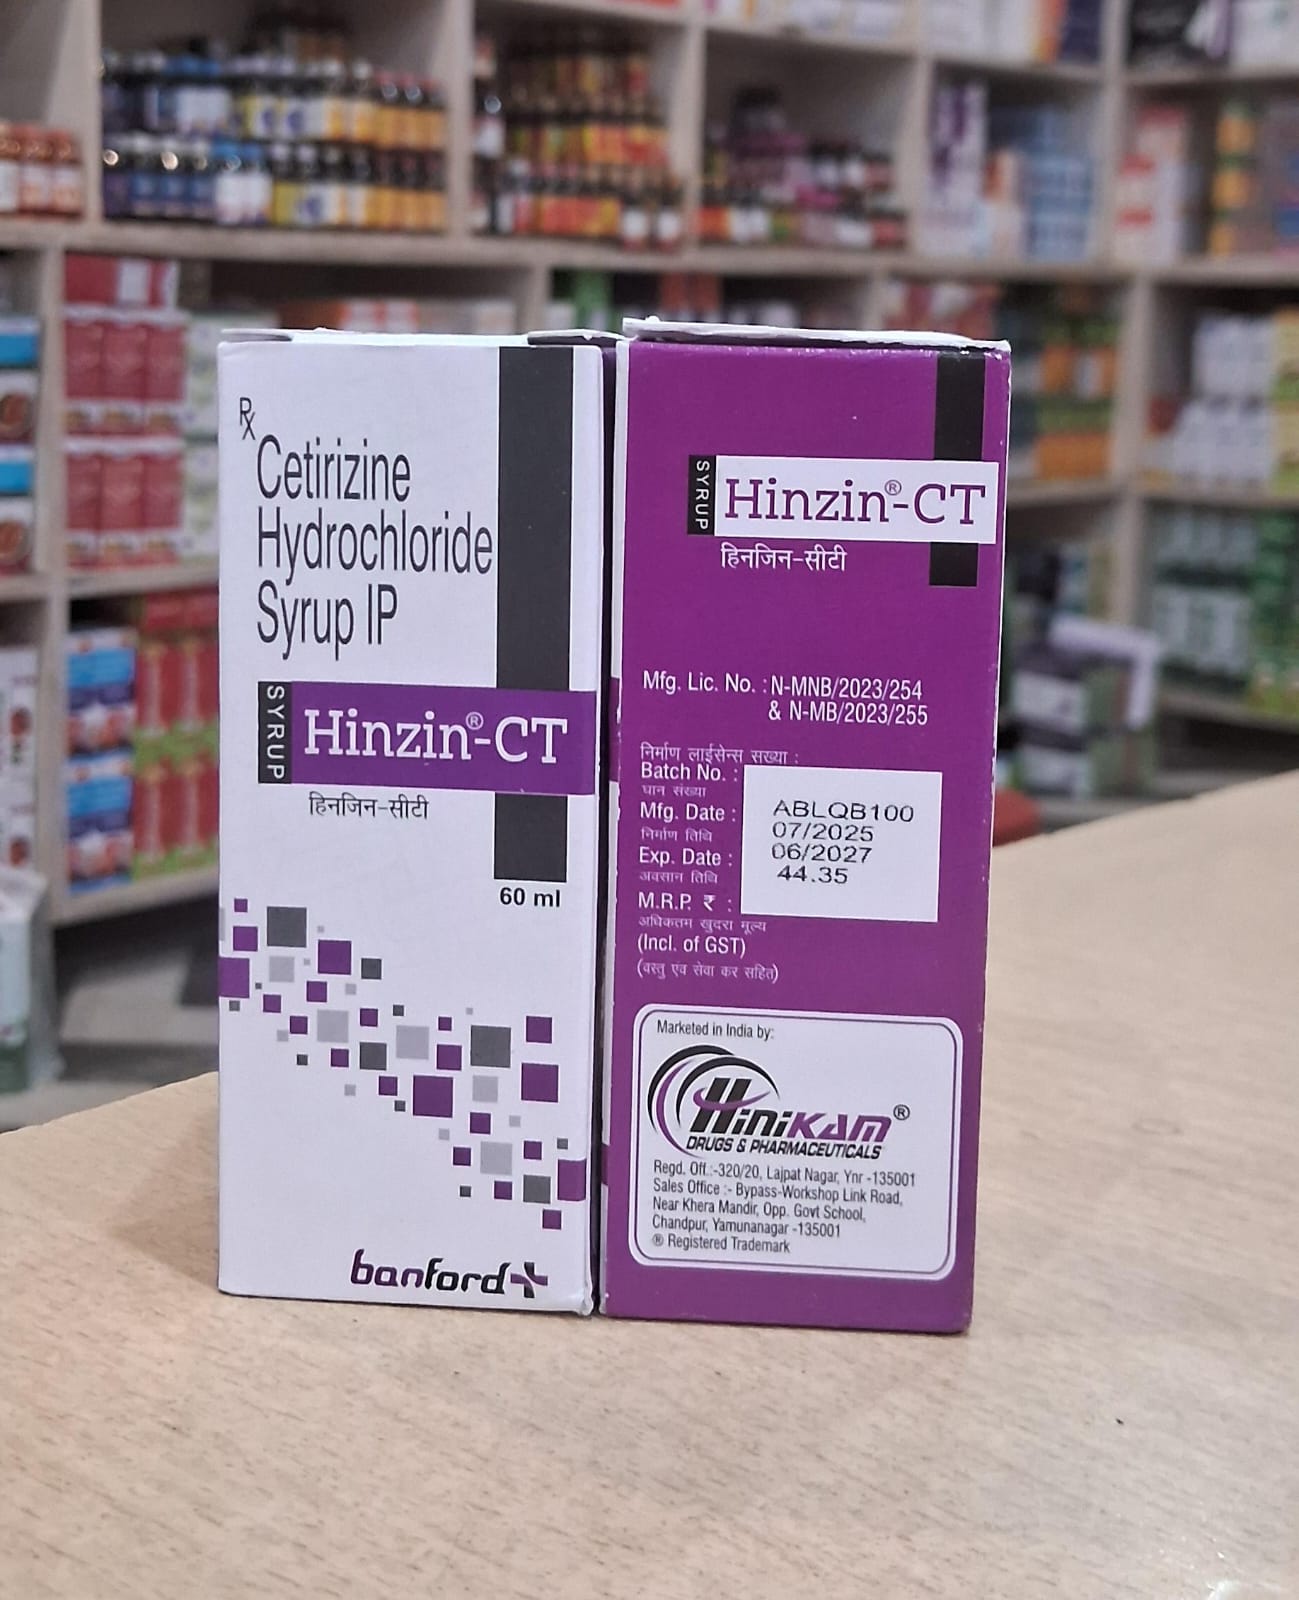 Rx
Cetirizine
Hydrochloride
Syrup IP
SYRUP
Hinzin®-CT
हिनजिन-सीटी
60 ml
banford
SYRUP
Hinzin®-CT
हिनजिन-सीटी
Mfg. Lic. No. : N-MNB/2023/254
& N-MB/2023/255
निर्माण लाईसेन्स सख्या :
Batch No. : ABLQB100
घान संख्या
Mfg. Date : 07/2025
निर्माण तिथि
Exp. Date : 06/2027
अवसान तिथि
M.R.P. ₹ : 44.35
अधिकतम खुदरा मूल्य
(Incl. of GST)
(वस्तु एंव सेवा कर सहित)
Marketed in India by:
HiniKAM®
DRUGS & PHARMACEUTICALS
Regd. Off.:-320/20, Lajpat Nagar, Ynr -135001
Sales Office :- Bypass-Workshop Link Road,
Near Khera Mandir, Opp. Govt School,
Chandpur, Yamunanagar -135001
® Registered Trademark